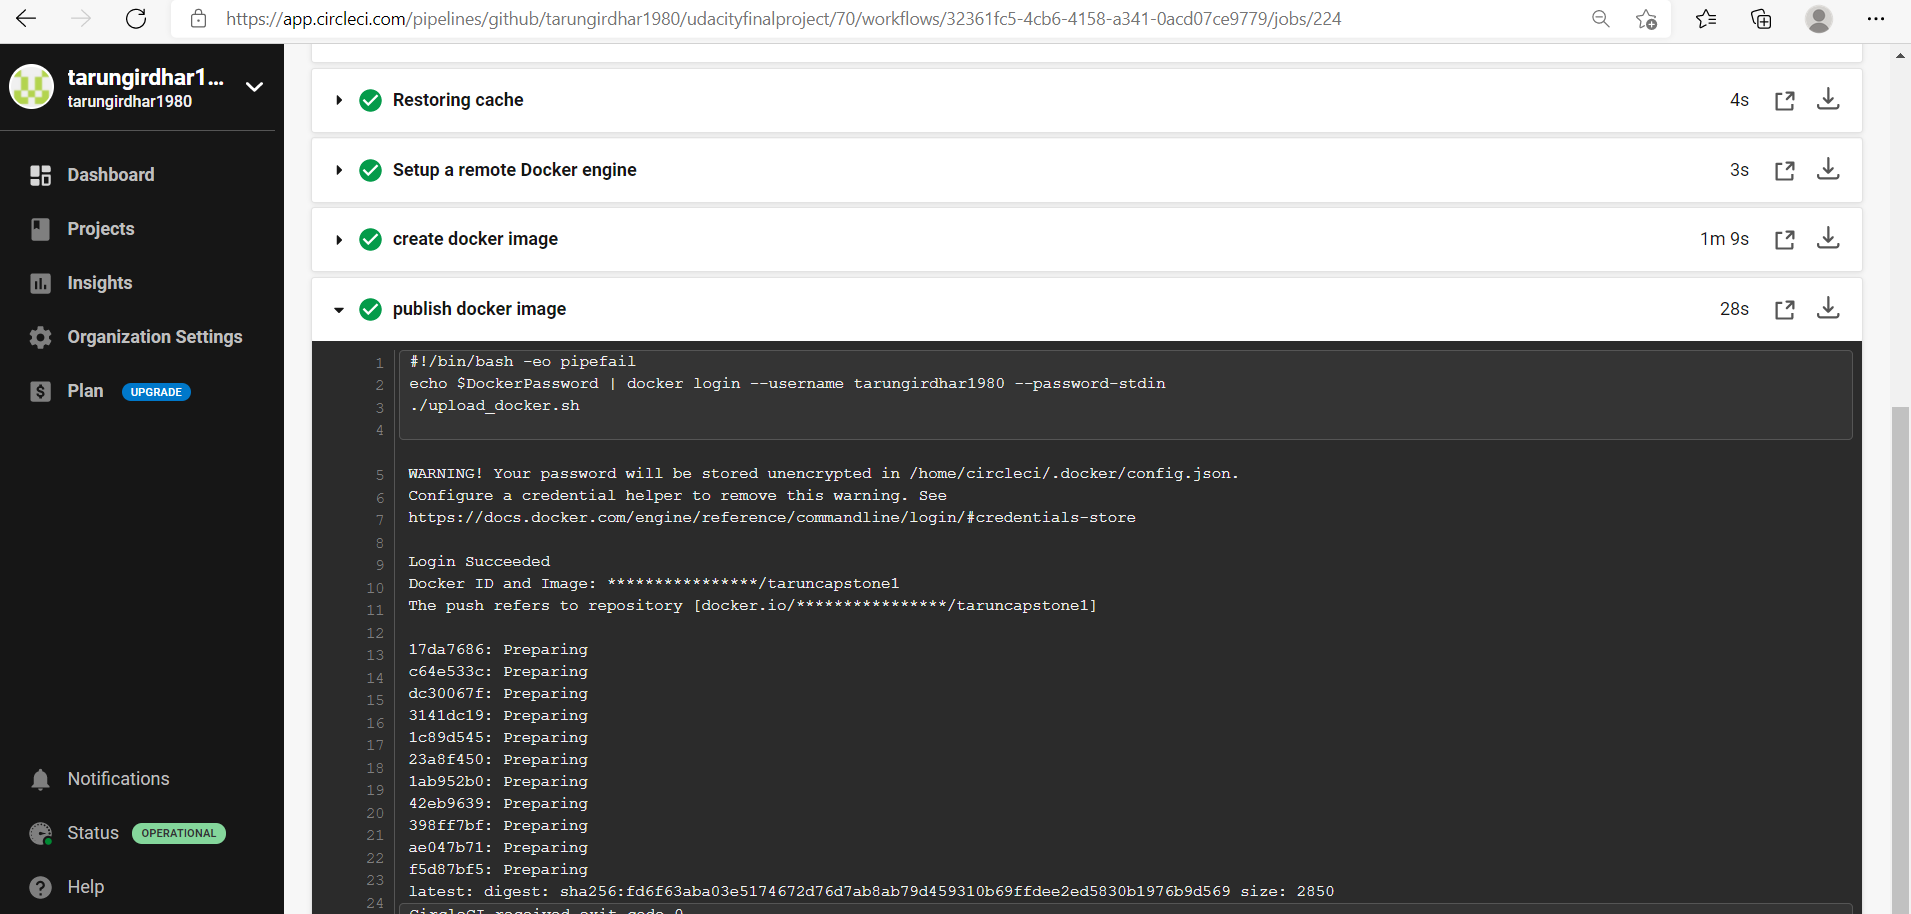 https://app.circleci.com/pipelines/github/tarungirdhar1980/udacityfinalproject/70/workflows/32361fc5-4cb6-4158-a341-0acd07ce9779/jobs/224
tarungirdhar1...
tarungirdhar1980
Dashboard
Projects
Insights
Organization Settings
Plan UPGRADE
Notifications
Status OPERATIONAL
Help
Restoring cache 4s
Setup a remote Docker engine 3s
create docker image 1m 9s
publish docker image 28s
1 #!/bin/bash -eo pipefail
2 echo $DockerPassword | docker login --username tarungirdhar1980 --password-stdin
3 ./upload_docker.sh
4
5 WARNING! Your password will be stored unencrypted in /home/circleci/.docker/config.json.
6 Configure a credential helper to remove this warning. See
7 https://docs.docker.com/engine/reference/commandline/login/#credentials-store
8
9 Login Succeeded
10 Docker ID and Image: ****************/taruncapstone1
11 The push refers to repository [docker.io/****************/taruncapstone1]
12
13 17da7686: Preparing
14 c64e533c: Preparing
15 dc30067f: Preparing
16 3141dc19: Preparing
17 1c89d545: Preparing
18 23a8f450: Preparing
19 1ab952b0: Preparing
20 42eb9639: Preparing
21 398ff7bf: Preparing
22 ae047b71: Preparing
23 f5d87bf5: Preparing
24 latest: digest: sha256:fd6f63aba03e5174672d76d7ab8ab79d459310b69ffdee2ed5830b1976b9d569 size: 2850
CircleCI received exit code 0